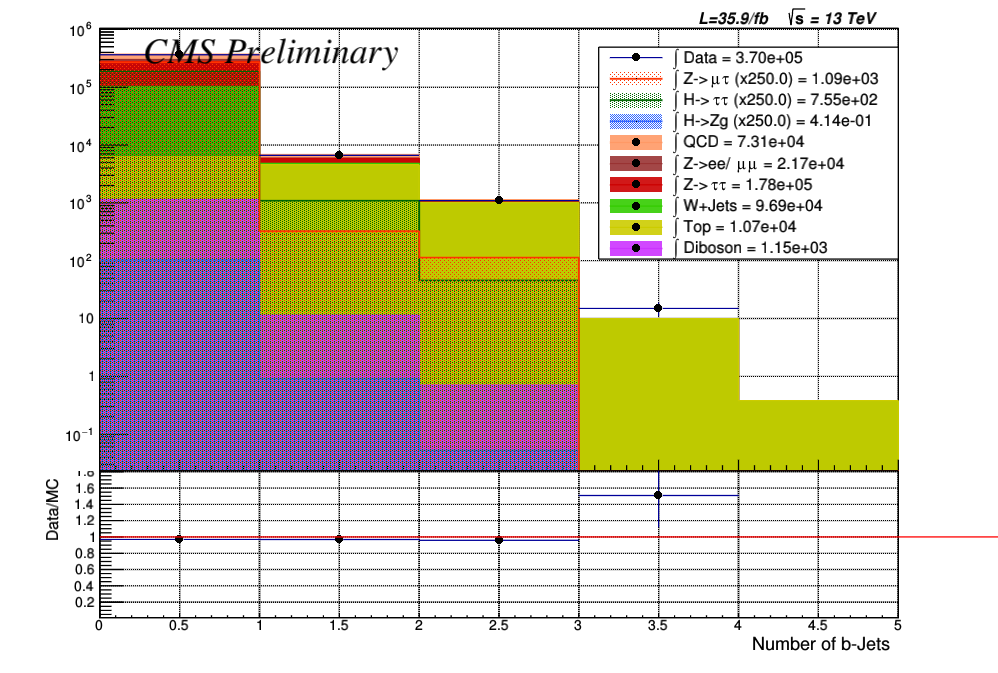 L=35.9/fb √s = 13 TeV
CMS Preliminary
∫ Data = 3.70e+05
∫ Z->μτ (x250.0) = 1.09e+03
∫ H->ττ (x250.0) = 7.55e+02
∫ H->Zg (x250.0) = 4.14e-01
∫ QCD = 7.31e+04
∫ Z->ee/ μμ = 2.17e+04
∫ Z->ττ = 1.78e+05
∫ W+Jets = 9.69e+04
∫ Top = 1.07e+04
∫ Diboson = 1.15e+03
10⁶
10⁵
10⁴
10³
10²
10
1
10⁻¹
Data/MC
1.8
1.6
1.4
1.2
1
0.8
0.6
0.4
0.2
0 0.5 1 1.5 2 2.5 3 3.5 4 4.5 5
Number of b-Jets